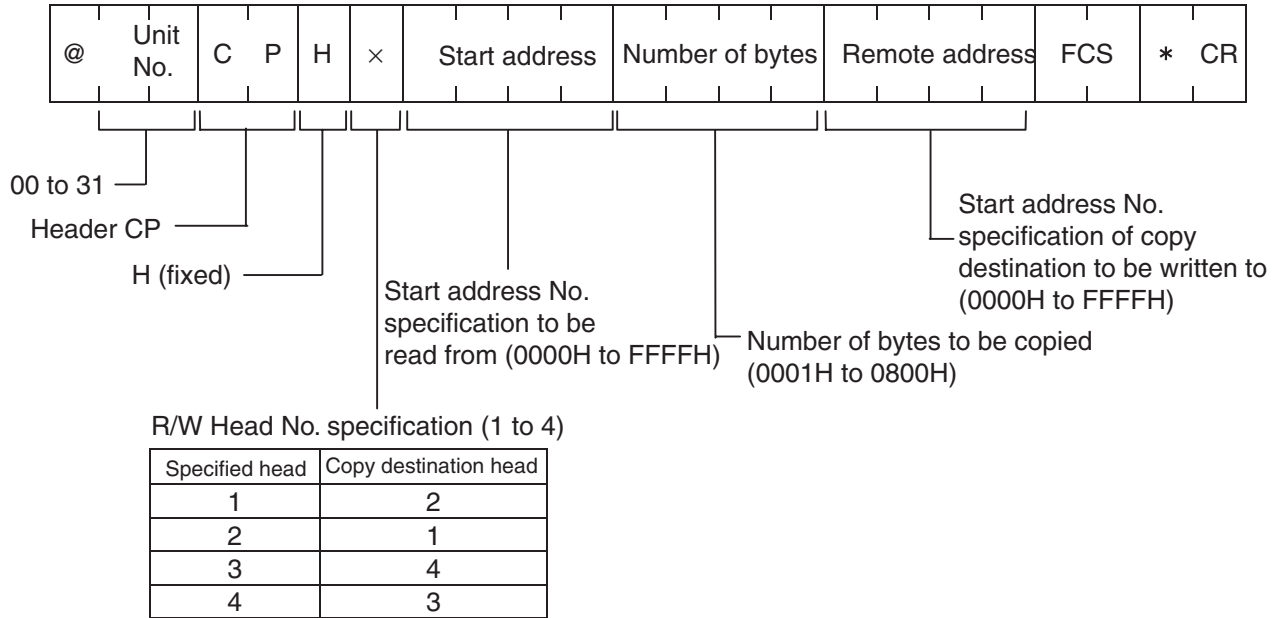 @ Unit No. C P H × Start address Number of bytes Remote address FCS * CR
00 to 31
Header CP
H (fixed)
Start address No.
specification to be
read from (0000H to FFFFH)
Number of bytes to be copied
(0001H to 0800H)
Start address No.
specification of copy
destination to be written to
(0000H to FFFFH)
R/W Head No. specification (1 to 4)
Specified head Copy destination head
1 2
2 1
3 4
4 3